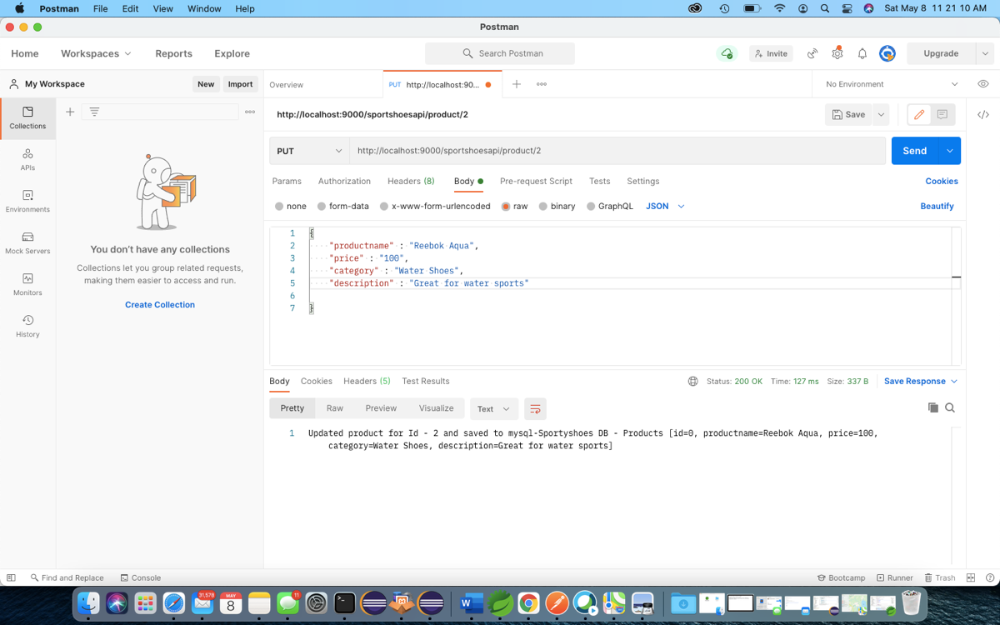 Postman File Edit View Window Help Sat May 8 11 21 10 AM
Postman
Home Workspaces Reports Explore Search Postman Invite Upgrade
My Workspace New Import Overview PUT http://localhost:90... No Environment
Collections
APIs
Environments
Mock Servers
Monitors
History
You don't have any collections
Collections let you group related requests,
making them easier to access and run.
Create Collection
http://localhost:9000/sportshoesapi/product/2 Save
PUT http://localhost:9000/sportshoesapi/product/2 Send
Params Authorization Headers (8) Body Pre-request Script Tests Settings Cookies
none form-data x-www-form-urlencoded raw binary GraphQL JSON Beautify
1 {
2 "productname" : "Reebok Aqua",
3 "price" : "100",
4 "category" : "Water Shoes",
5 "description" : "Great for water sports"
6
7 }
Body Cookies Headers (5) Test Results Status: 200 OK Time: 127 ms Size: 337 B Save Response
Pretty Raw Preview Visualize Text
1 Updated product for Id - 2 and saved to mysql-Sportyshoes DB - Products [id=0, productname=Reebok Aqua, price=100,
category=Water Shoes, description=Great for water sports]
Find and Replace Console Bootcamp Runner Trash
31,578 MAY 8 11 W